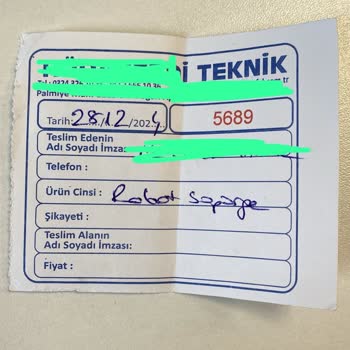 TEKNİK
Tarih: 28/12/2024
5689
Teslim Edenin
Adı Soyadı İmzası
Telefon :
Ürün Cinsi : Robot süpürge
Şikayeti :
Teslim Alanın
Adı Soyadı İmzası:
Fiyat :